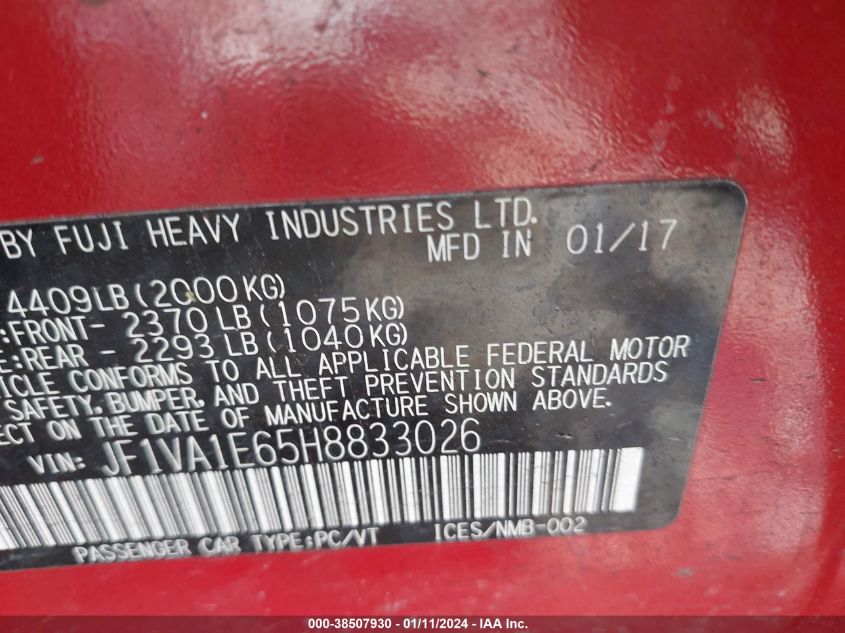 BY FUJI HEAVY INDUSTRIES LTD.
MFD IN 01/17
4409LB(2000KG)
:FRONT- 2370 LB(1075KG)
E:REAR - 2293 LB(1040KG)
ICLE CONFORMS TO ALL APPLICABLE FEDERAL MOTOR
SAFETY, BUMPER, AND THEFT PREVENTION STANDARDS
ECT ON THE DATE OF MANUFACTURE SHOWN ABOVE.
VIN: JF1VA1E65H8833026
PASSENGER CAR TYPE:PC/VT ICES/NMB-002
000-38507930 - 01/11/2024 - IAA Inc.